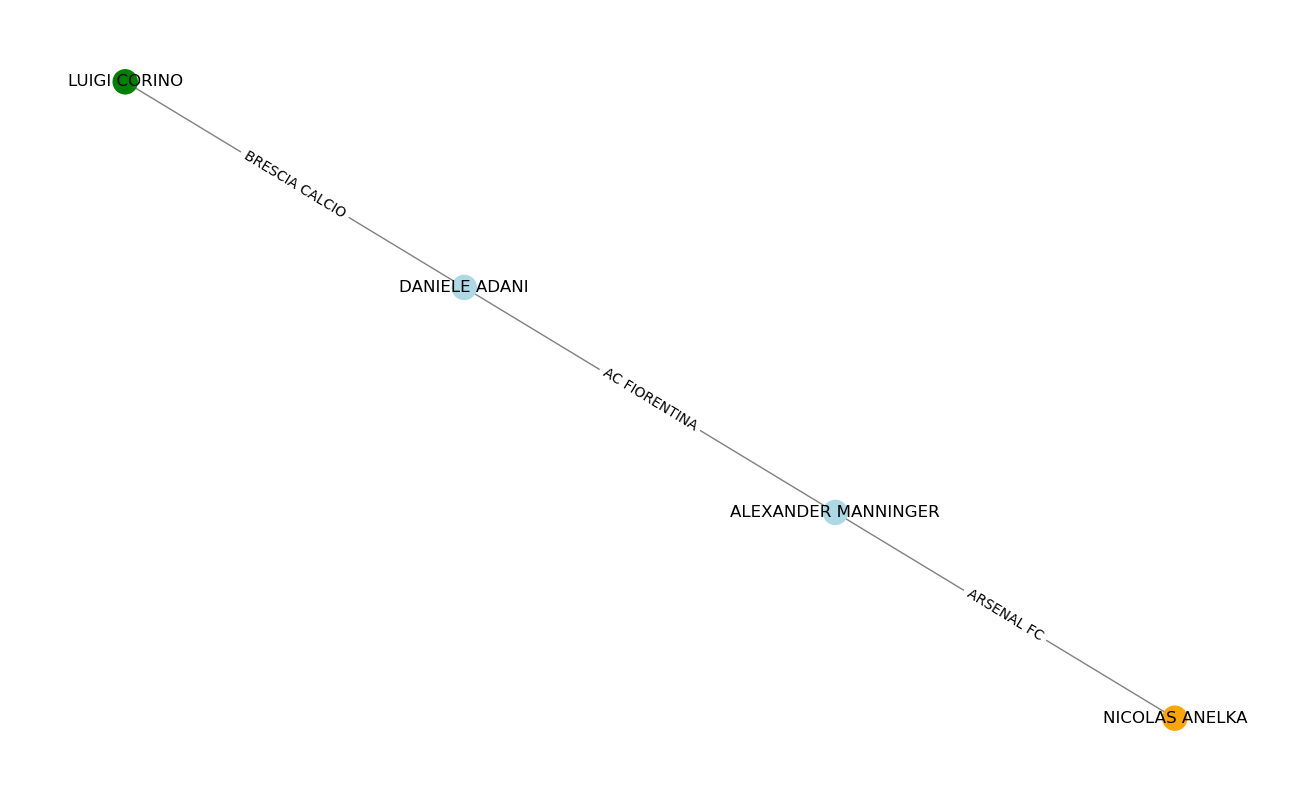 LUIGI CORINO
BRESCIA CALCIO
DANIELE ADANI
AC FIORENTINA
ALEXANDER MANNINGER
ARSENAL FC
NICOLAS ANELKA